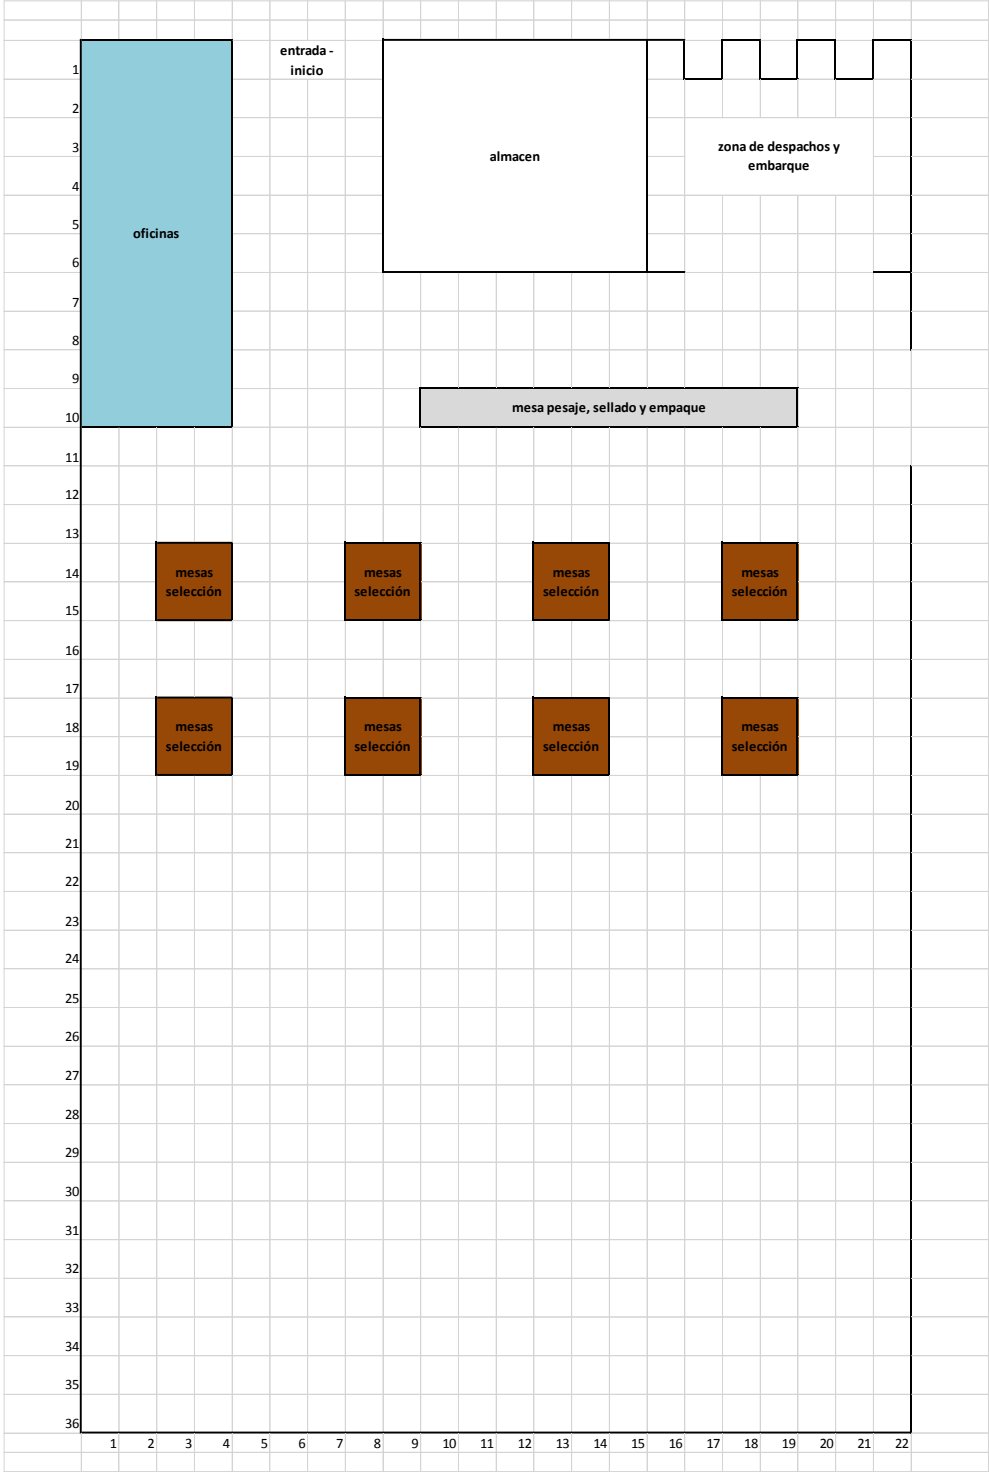 entrada -
inicio
1
2
zona de despachos y
embarque
3
almacen
4
5
oficinas
6
7
8
9
mesa pesaje, sellado y empaque
10
11
12
13
mesas
selección
mesas
selección
mesas
selección
mesas
selección
14
15
16
17
mesas
selección
mesas
selección
mesas
selección
mesas
selección
18
19
20
21
22
23
24
25
26
27
28
29
30
31
32
33
34
35
36
1 2 3 4 5 6 7 8 9 10 11 12 13 14 15 16 17 18 19 20 21 22